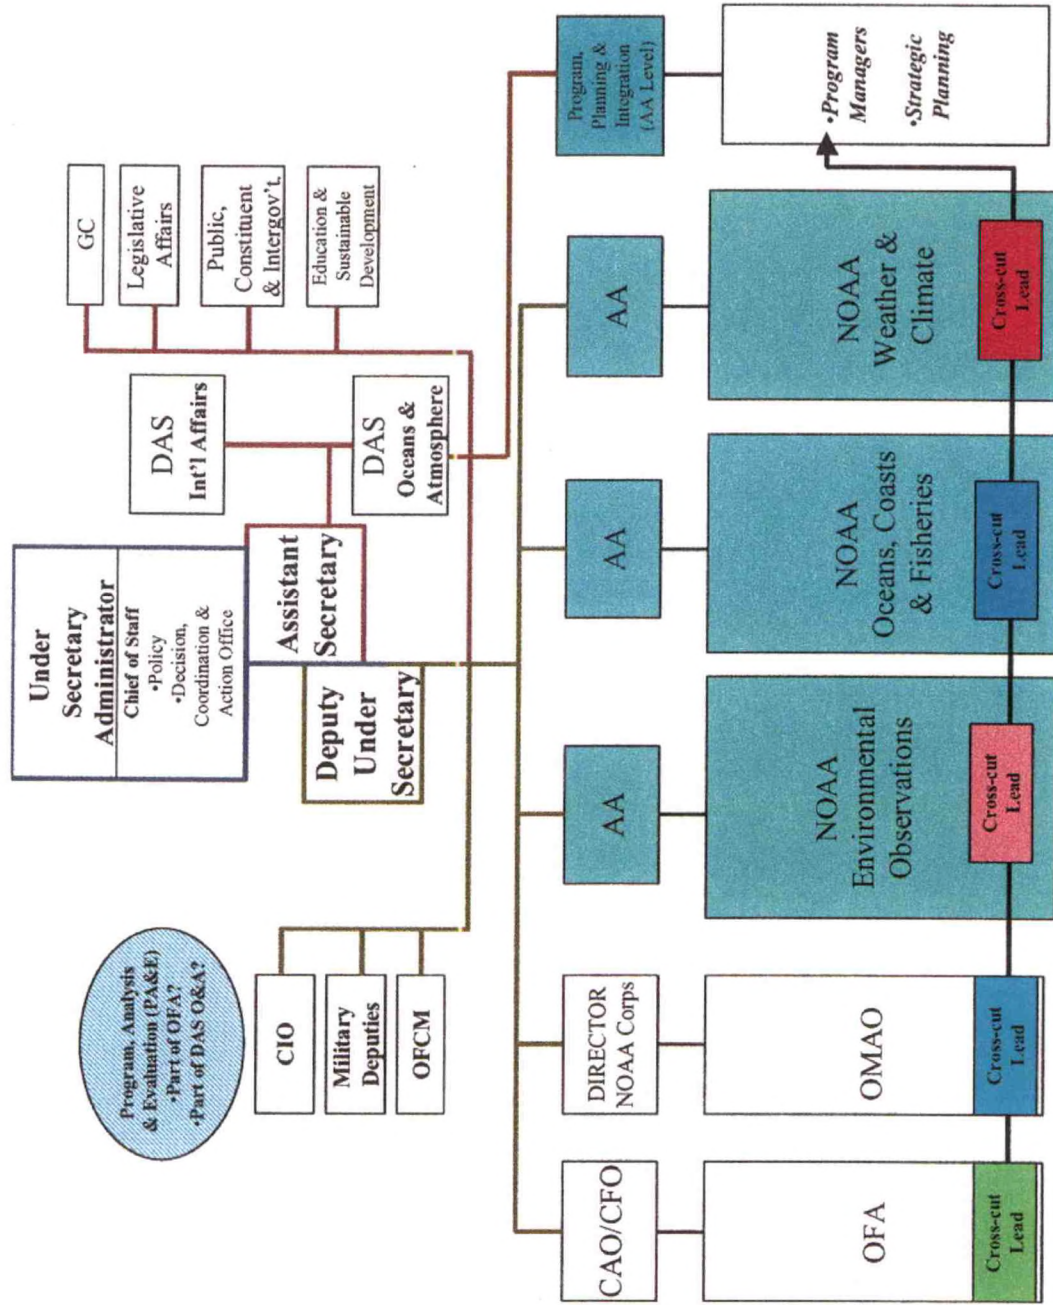 Under
Secretary
Administrator
Chief of Staff
•Policy
•Decision,
Coordination &
Action Office
Assistant
Secretary
Deputy
Under
Secretary
DAS
Int'l Affairs
DAS
Oceans &
Atmosphere
GC
Legislative
Affairs
Public,
Constituent
& Intergov't.
Education &
Sustainable
Development
Program, Analysis
& Evaluation (PA&E)
•Part of OFA?
•Part of DAS O&A?
CIO
Military
Deputies
OFCM
CAO/CFO
DIRECTOR
NOAA Corps
AA
AA
AA
Program,
Planning &
Integration
(AA Level)
OFA
OMAO
NOAA
Environmental
Observations
NOAA
Oceans, Coasts
& Fisheries
NOAA
Weather &
Climate
•Program
Managers
•Strategic
Planning
Cross-cut
Lead
Cross-cut
Lead
Cross-cut
Lead
Cross-cut
Lead
Cross-cut
Lead